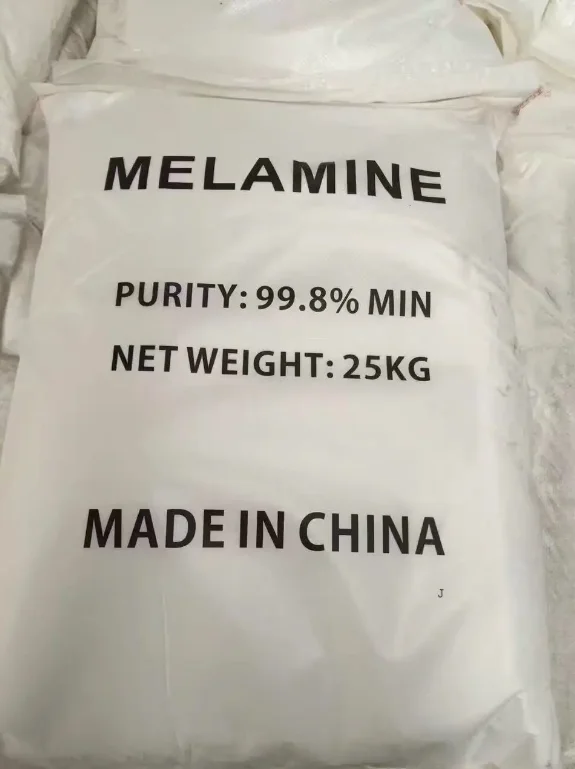 MELAMINE
PURITY: 99.8% MIN
NET WEIGHT: 25KG
MADE IN CHINA
J